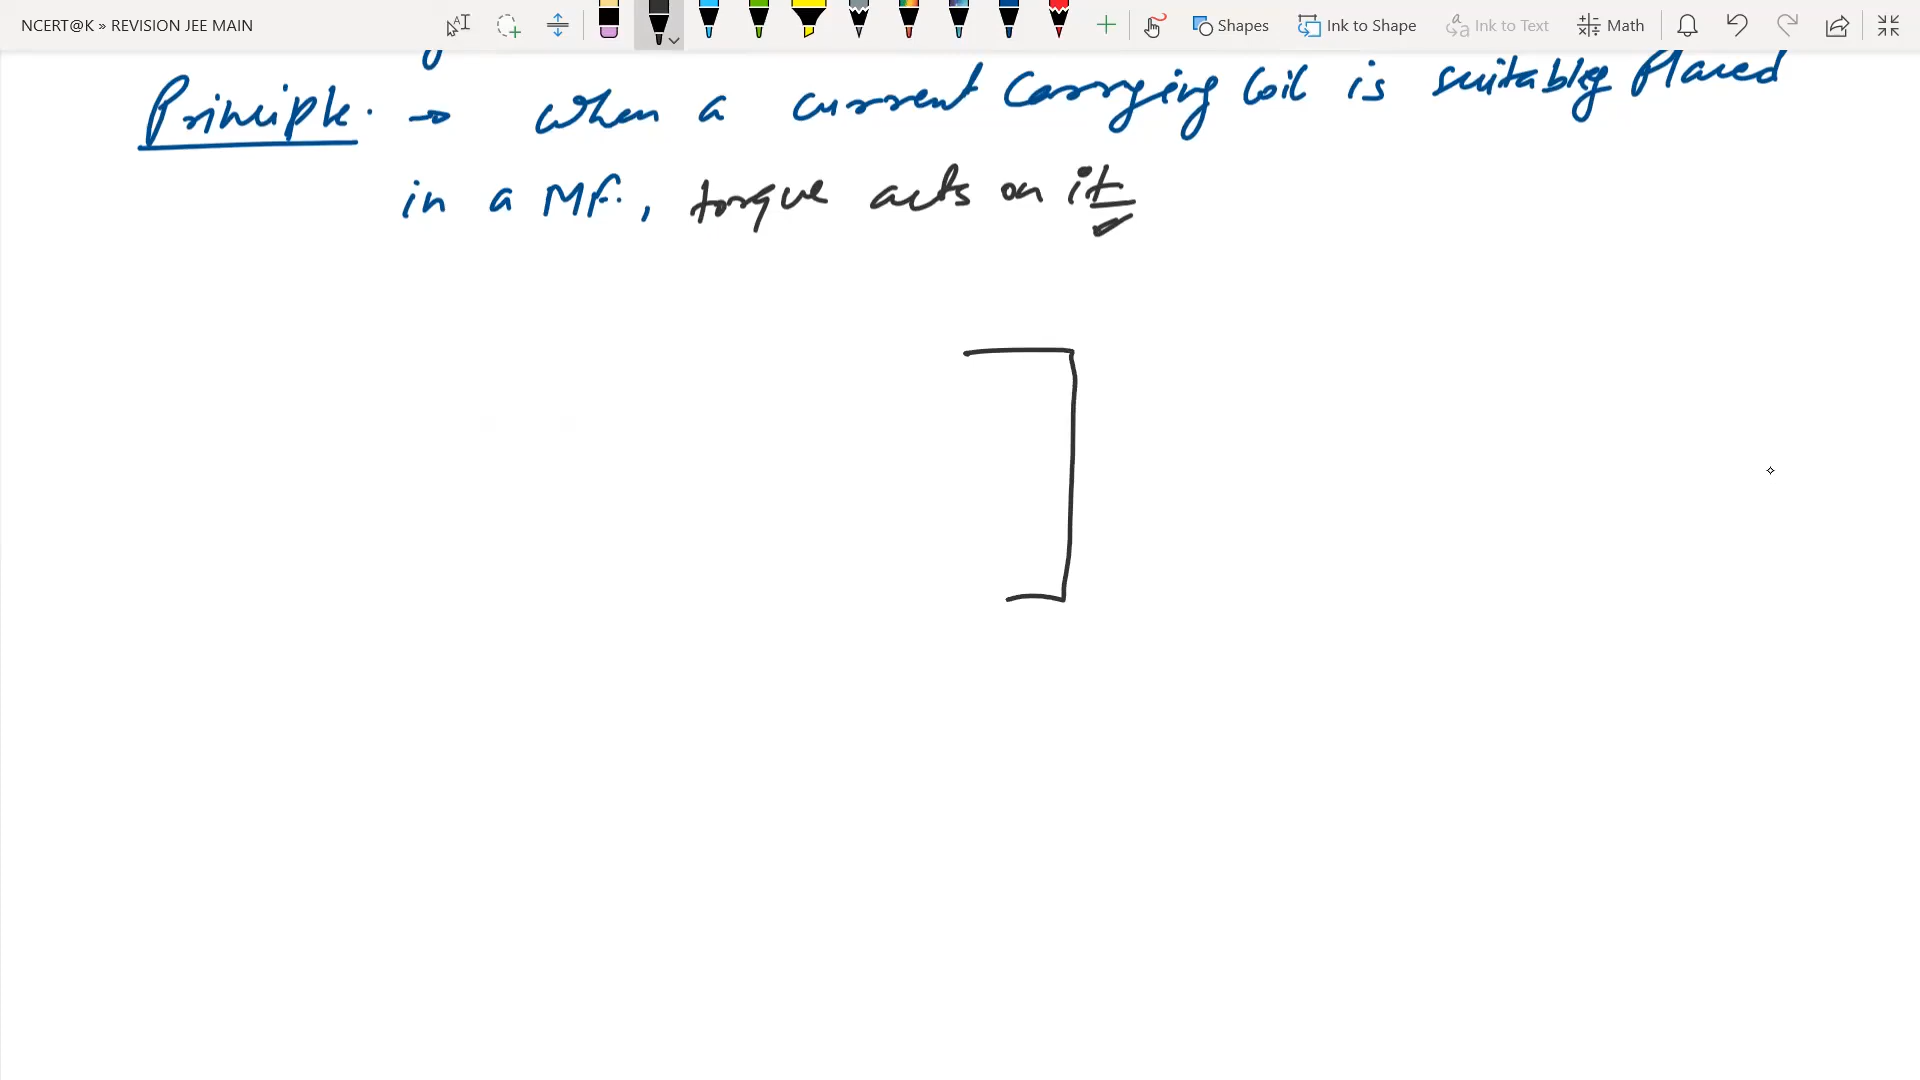 NCERT@K » REVISION JEE MAIN
Shapes
Ink to Shape
Ink to Text
Math
Principle. → When a current carrying coil is suitably placed
in a MF., torque acts on it